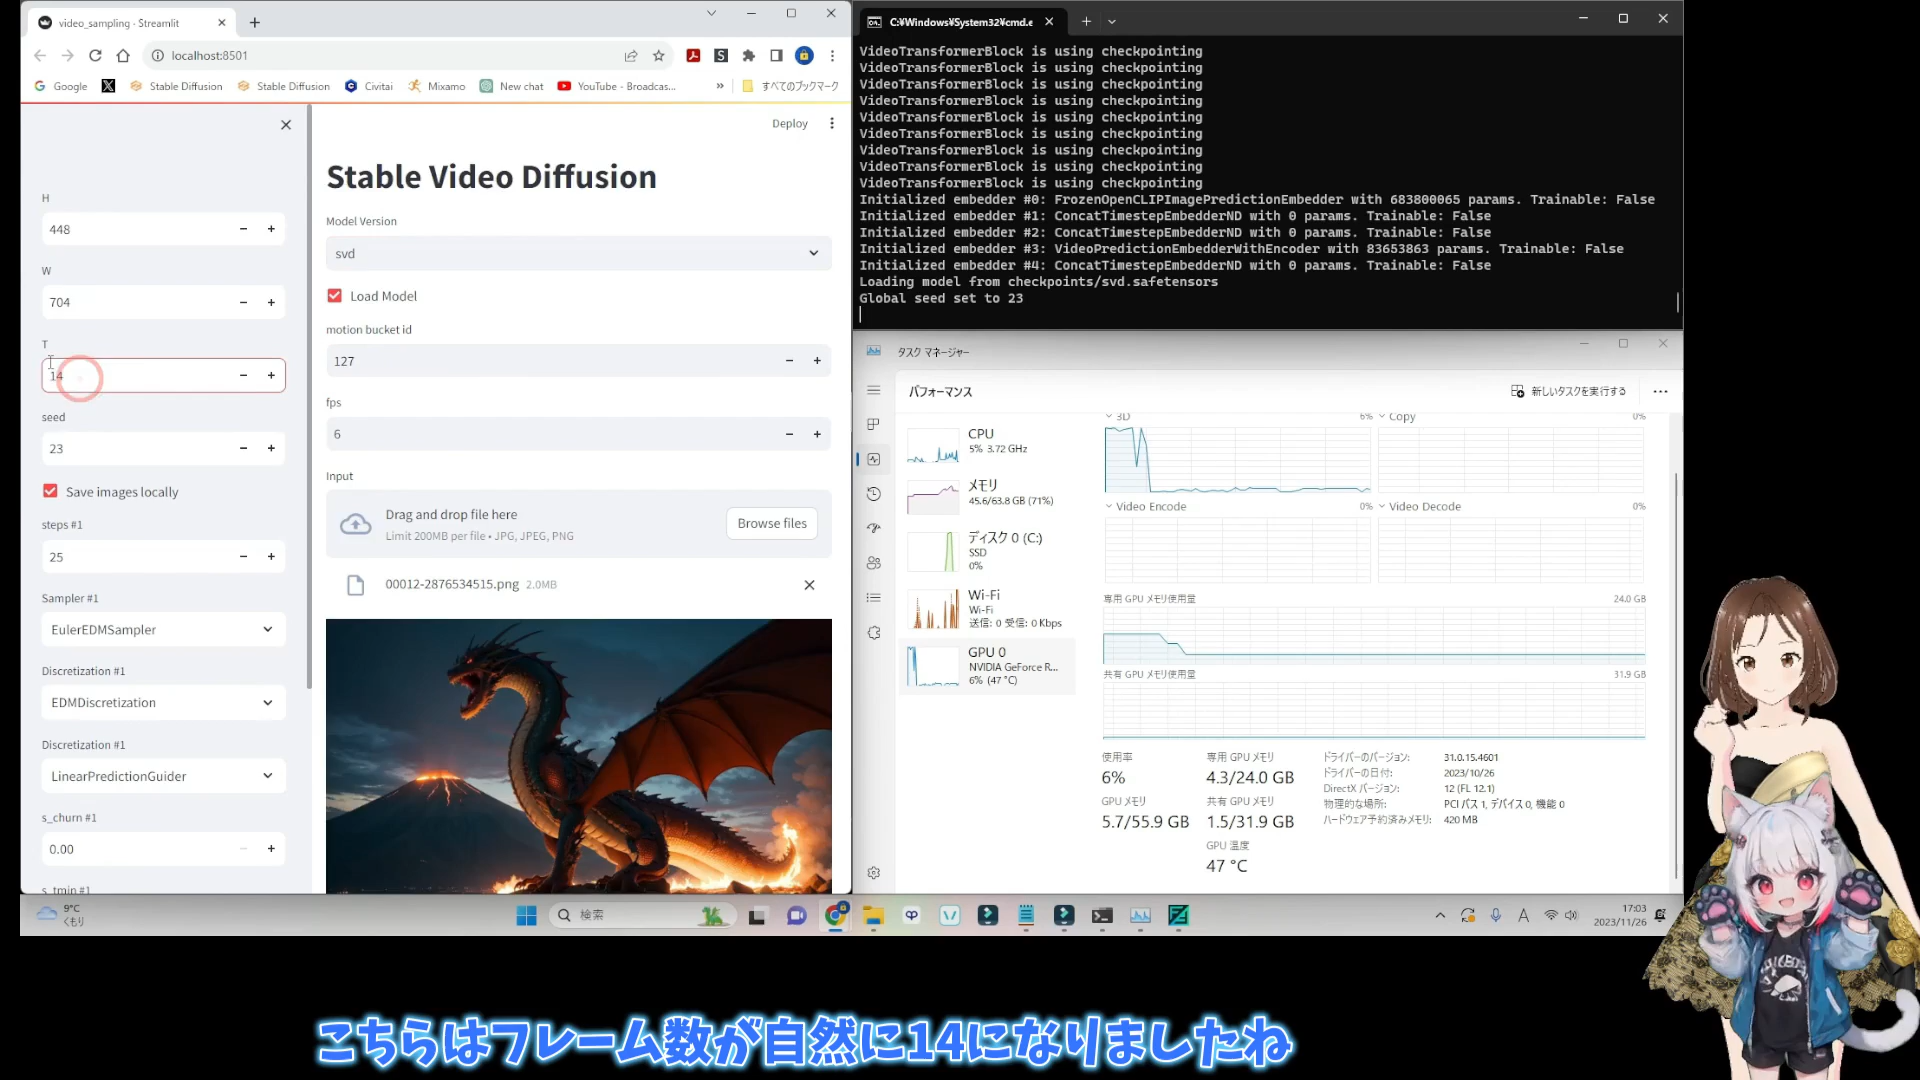 video_sampling · Streamlit
localhost:8501
Google
Stable Diffusion
Stable Diffusion
Civitai
Mixamo
New chat
YouTube - Broadcas...
»
すべてのブックマーク
H
448
W
704
T
14
seed
23
Save images locally
steps #1
25
Sampler #1
EulerEDMSampler
Discretization #1
EDMDiscretization
Discretization #1
LinearPredictionGuider
s_churn #1
0.00
s_tmin #1
Deploy
Stable Video Diffusion
Model Version
svd
Load Model
motion bucket id
127
fps
6
Input
Drag and drop file here
Limit 200MB per file • JPG, JPEG, PNG
Browse files
00012-2876534515.png 2.0MB
C:¥Windows¥System32¥cmd.e
VideoTransformerBlock is using checkpointing
VideoTransformerBlock is using checkpointing
VideoTransformerBlock is using checkpointing
VideoTransformerBlock is using checkpointing
VideoTransformerBlock is using checkpointing
VideoTransformerBlock is using checkpointing
VideoTransformerBlock is using checkpointing
VideoTransformerBlock is using checkpointing
VideoTransformerBlock is using checkpointing
Initialized embedder #0: FrozenOpenCLIPImagePredictionEmbedder with 683800065 params. Trainable: False
Initialized embedder #1: ConcatTimestepEmbedderND with 0 params. Trainable: False
Initialized embedder #2: ConcatTimestepEmbedderND with 0 params. Trainable: False
Initialized embedder #3: VideoPredictionEmbedderWithEncoder with 83653863 params. Trainable: False
Initialized embedder #4: ConcatTimestepEmbedderND with 0 params. Trainable: False
Loading model from checkpoints/svd.safetensors
Global seed set to 23
タスク マネージャー
パフォーマンス
新しいタスクを実行する
CPU
5% 3.72 GHz
メモリ
45.6/63.8 GB (71%)
ディスク 0 (C:)
SSD
0%
Wi-Fi
Wi-Fi
送信: 0 受信: 0 Kbps
GPU 0
NVIDIA GeForce R...
6% (47 °C)
3D 6%
Copy 0%
Video Encode 0%
Video Decode 0%
専用 GPU メモリ使用量 24.0 GB
共有 GPU メモリ使用量 31.9 GB
使用率
6%
専用 GPU メモリ
4.3/24.0 GB
GPU メモリ
5.7/55.9 GB
共有 GPU メモリ
1.5/31.9 GB
GPU 温度
47 °C
ドライバーのバージョン: 31.0.15.4601
ドライバーの日付: 2023/10/26
DirectX バージョン: 12 (FL 12.1)
物理的な場所: PCI バス 1, デバイス 0, 機能 0
ハードウェア予約済みメモリ: 420 MB
9°C
くもり
検索
A
17:03
2023/11/26
こちらはフレーム数が自然に14になりましたね